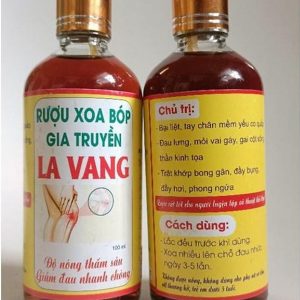 RƯỢU XOA BÓP
GIA TRUYỀN
LA VANG
100 ml
Độ nóng thấm sâu
Giảm đau nhanh chóng
Chủ trị:
- Bại liệt, tay chân mềm yếu co quắp
- Đau lưng, mỏi vai gáy, gai cột sống
thần kinh tọa
- Trật khớp bong gân, đầy bụng,
đầy hơi, phong ngứa
Cách dùng:
- Lắc đều trước khi dùng.
- Xoa nhiều lên chỗ đau nhức
ngày 3-5 lần.